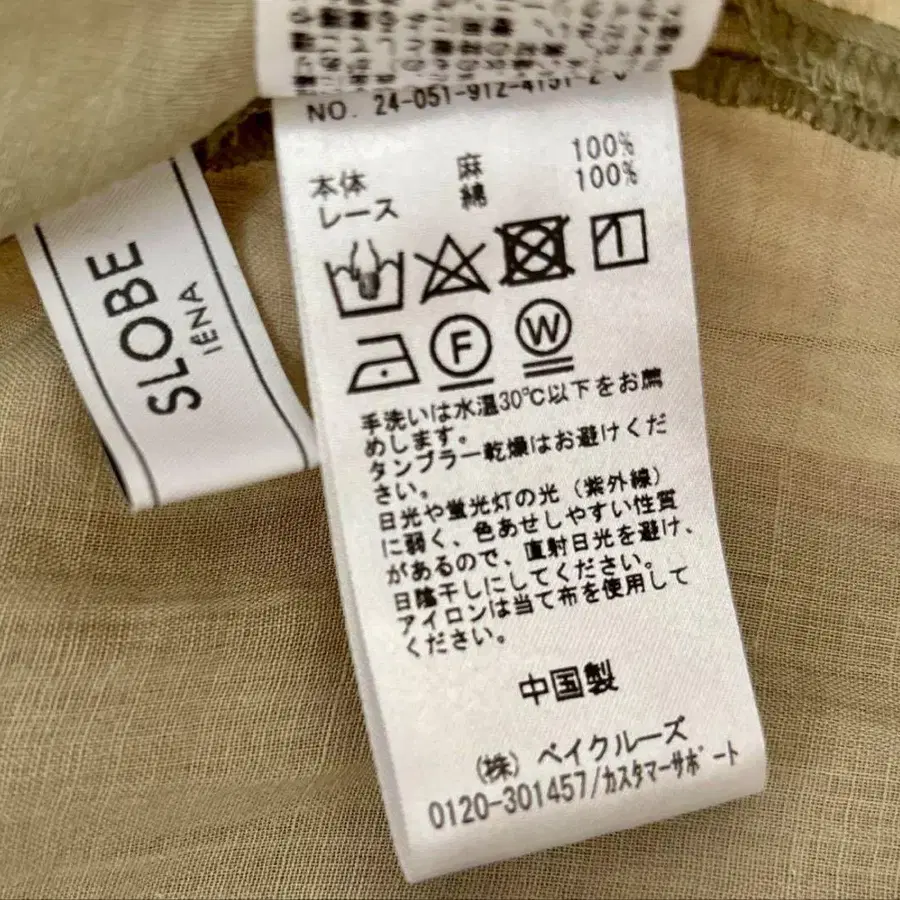 NO. 24-051-912-4151-2-0
本体 麻 100%
レース 綿 100%
F
W
手洗いは水温30℃以下をお薦
めします。
タンブラー乾燥はお避けくだ
さい。
日光や蛍光灯の光(紫外線)
に弱く、色あせしやすい性質
があるので、直射日光を避け、
日陰干しにしてください。
アイロンは当て布を使用して
ください。
中国製
(株)ベイクルーズ
0120-301457/カスタマーサポート
SLOBE
IÉNA